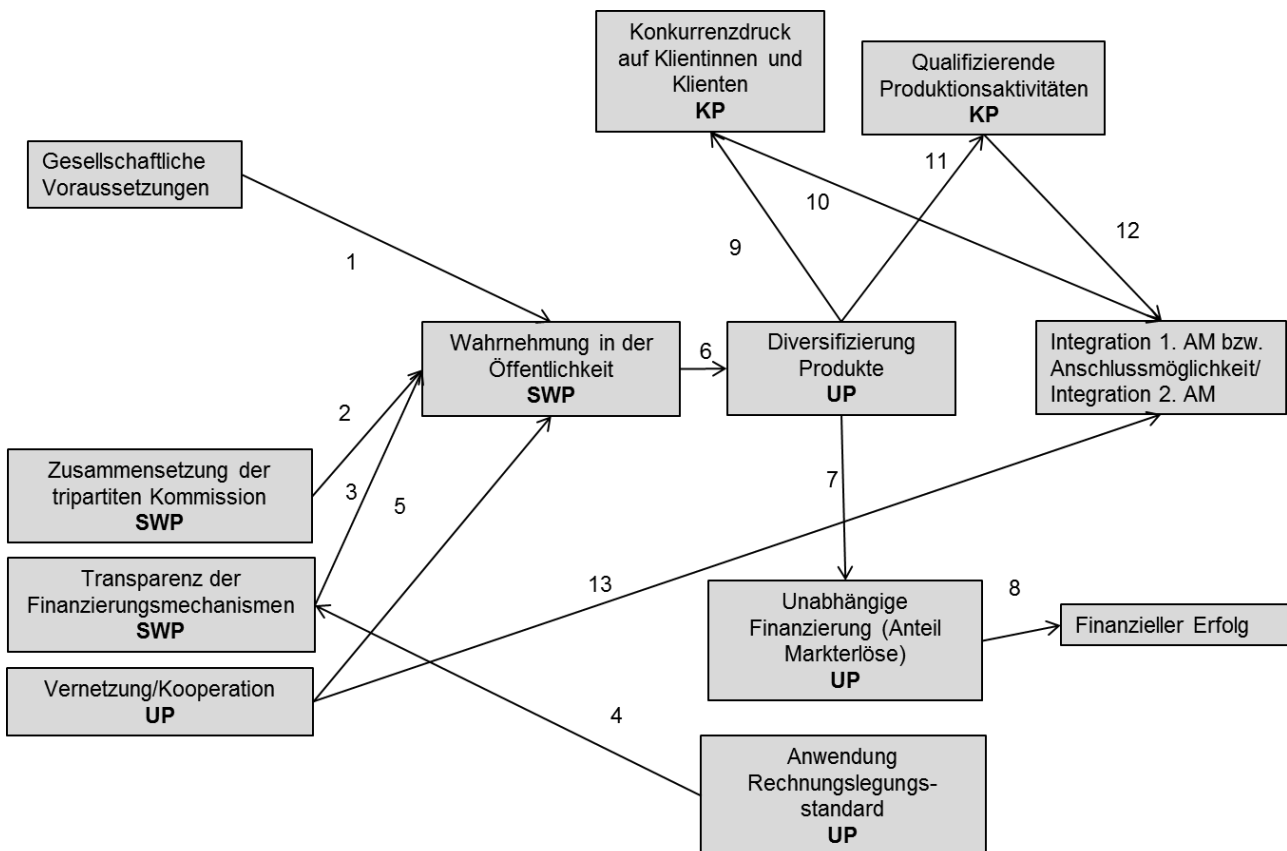 Konkurrenzdruck
auf Klientinnen und
Klienten
KP
Qualifizierende
Produktionsaktivitäten
KP
Gesellschaftliche
Voraussetzungen
11
10
12
9
1
Wahrnehmung in der
Öffentlichkeit
SWP
6
Diversifizierung
Produkte
UP
Integration 1. AM bzw.
Anschlussmöglichkeit/
Integration 2. AM
2
Zusammensetzung der
tripartiten Kommission
SWP
3
5
7
Transparenz der
Finanzierungsmechanismen
SWP
13
Unabhängige
Finanzierung (Anteil
Markterlöse)
UP
8
Finanzieller Erfolg
Vernetzung/Kooperation
UP
4
Anwendung
Rechnungslegungs-
standard
UP